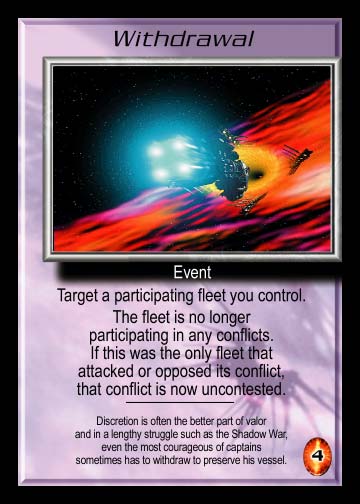 Withdrawal
Event
Target a participating fleet you control.
The fleet is no longer
participating in any conflicts.
If this was the only fleet that
attacked or opposed its conflict,
that conflict is now uncontested.
Discretion is often the better part of valor
and in a lengthy struggle such as the Shadow War,
even the most courageous of captains
sometimes has to withdraw to preserve his vessel.
4